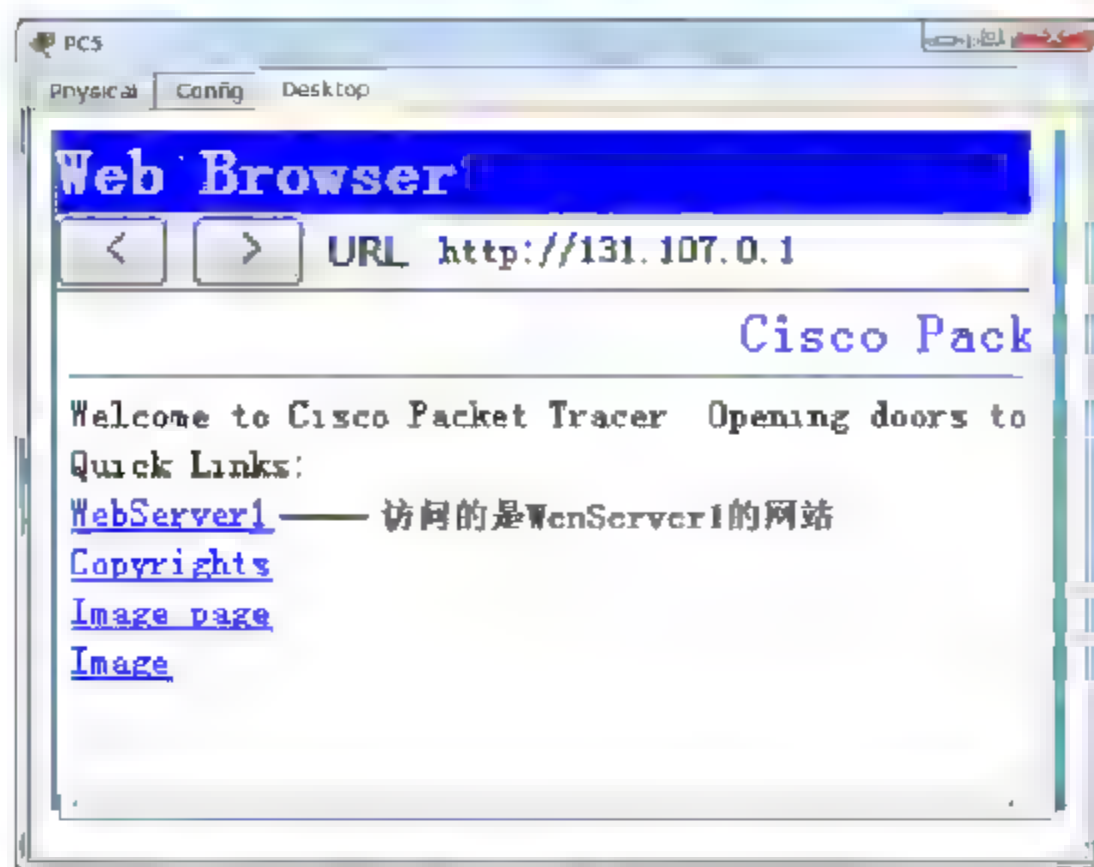 PC5
Physical Config Desktop
Web Browser
< > URL http://131.107.0.1
Cisco Pack
Welcome to Cisco Packet Tracer Opening doors to
Quick Links:
WebServer1 —— 访问的是WenServer1的网站
Copyrights
Image page
Image